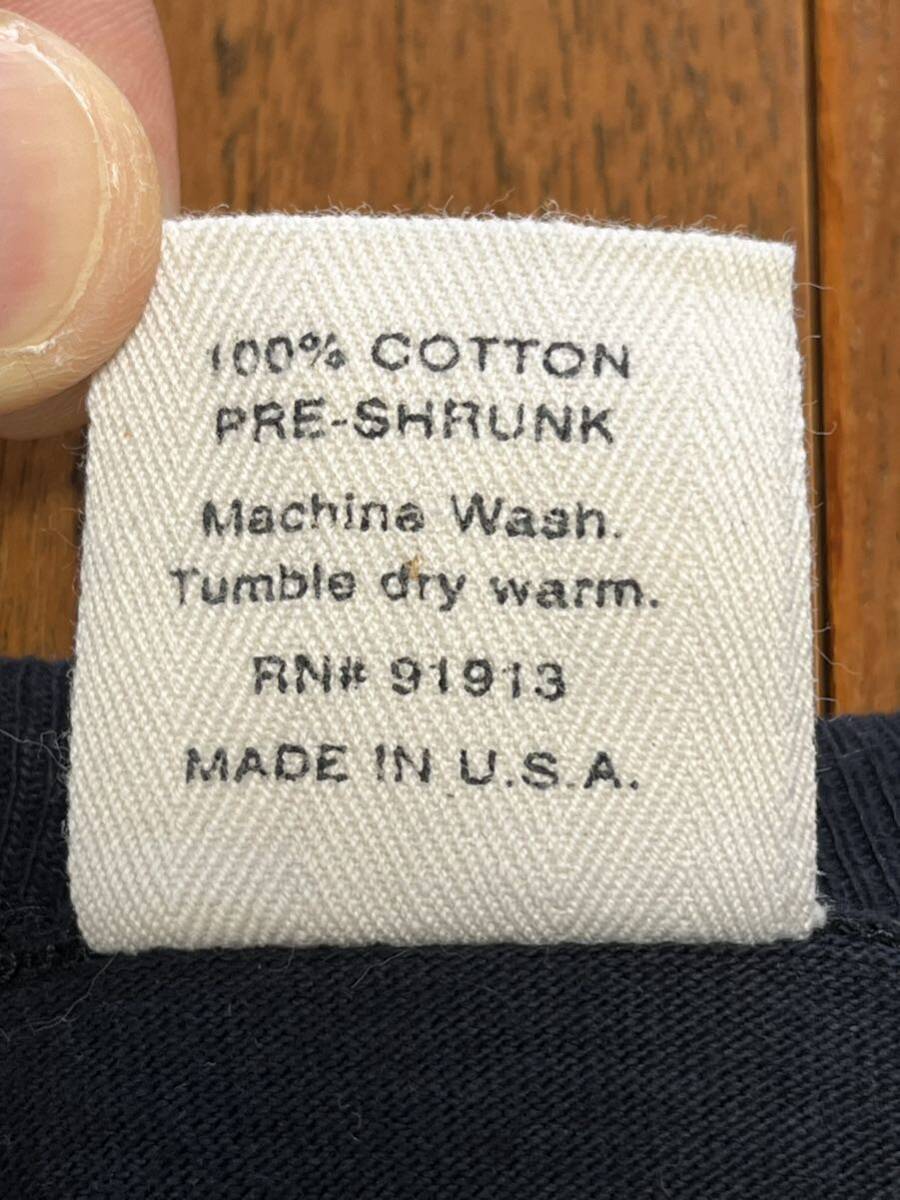 100% COTTON
PRE-SHRUNK
Machine Wash.
Tumble dry warm.
RN# 91913
MADE IN U.S.A.